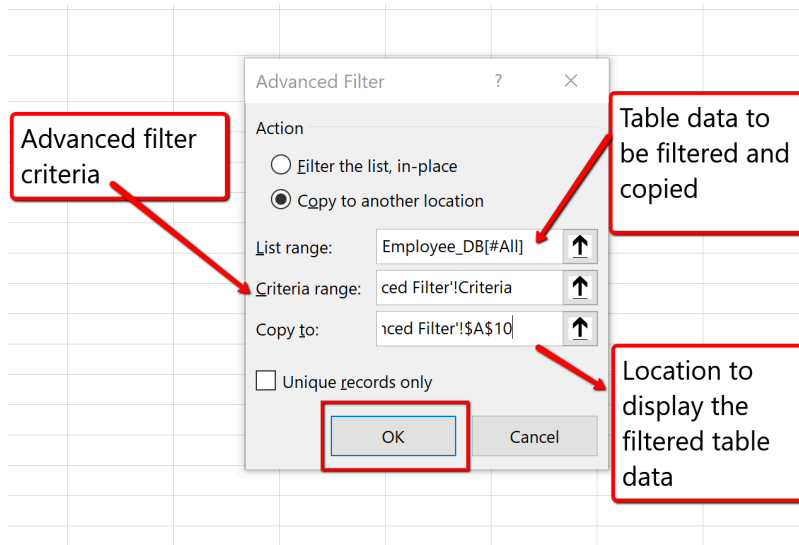 Advanced Filter ?
Advanced filter
criteria
Action
Filter the list, in-place
Copy to another location
List range: Employee_DB[#All]
Criteria range: ced Filter'!Criteria
Copy to: nced Filter'!$A$10
Unique records only
OK Cancel
Table data to
be filtered and
copied
Location to
display the
filtered table
data